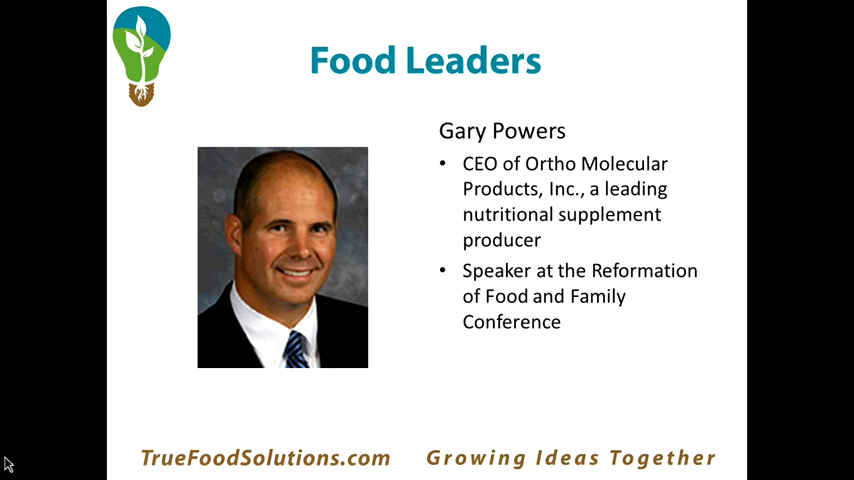 Food Leaders
Gary Powers
• CEO of Ortho Molecular
Products, Inc., a leading
nutritional supplement
producer
• Speaker at the Reformation
of Food and Family
Conference
TrueFoodSolutions.com Growing Ideas Together